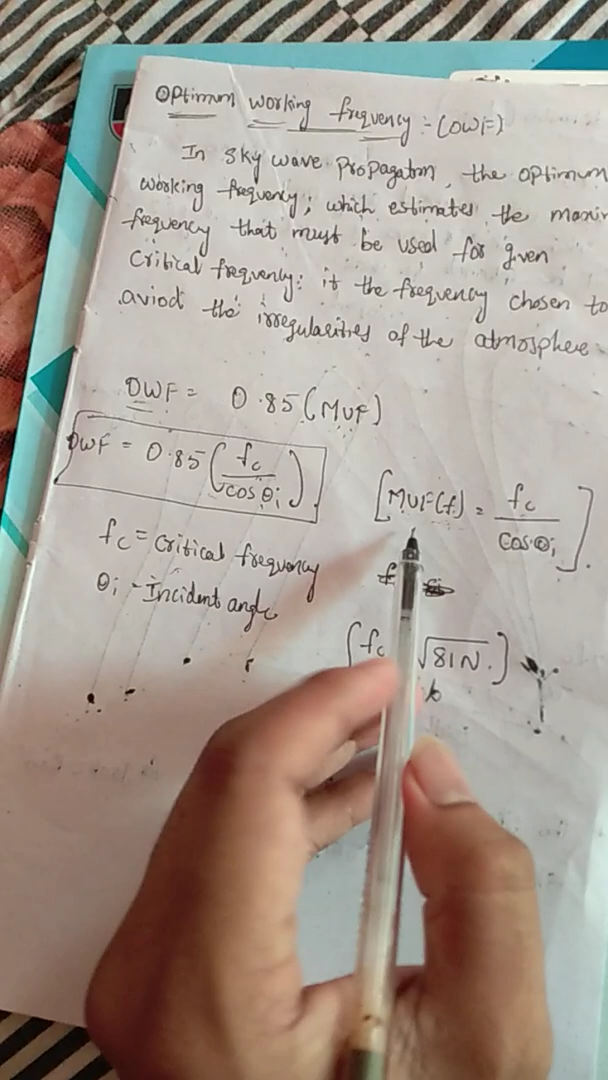 Optimum working frequency :- (OWF)
In sky wave propagatm, the optimum
working frequency; which estimates the
frequency that must be used for given
Critical frequency: it the frequency chosen to
aviod the irregularities of the atmosphere
OWF = 0.85 (MUF)
OWF = 0.85 (fc / cos θi)
[MUF(f) = fc / cos θi].
fc = critical frequency
θi - Incident angle
(fc √81N.)